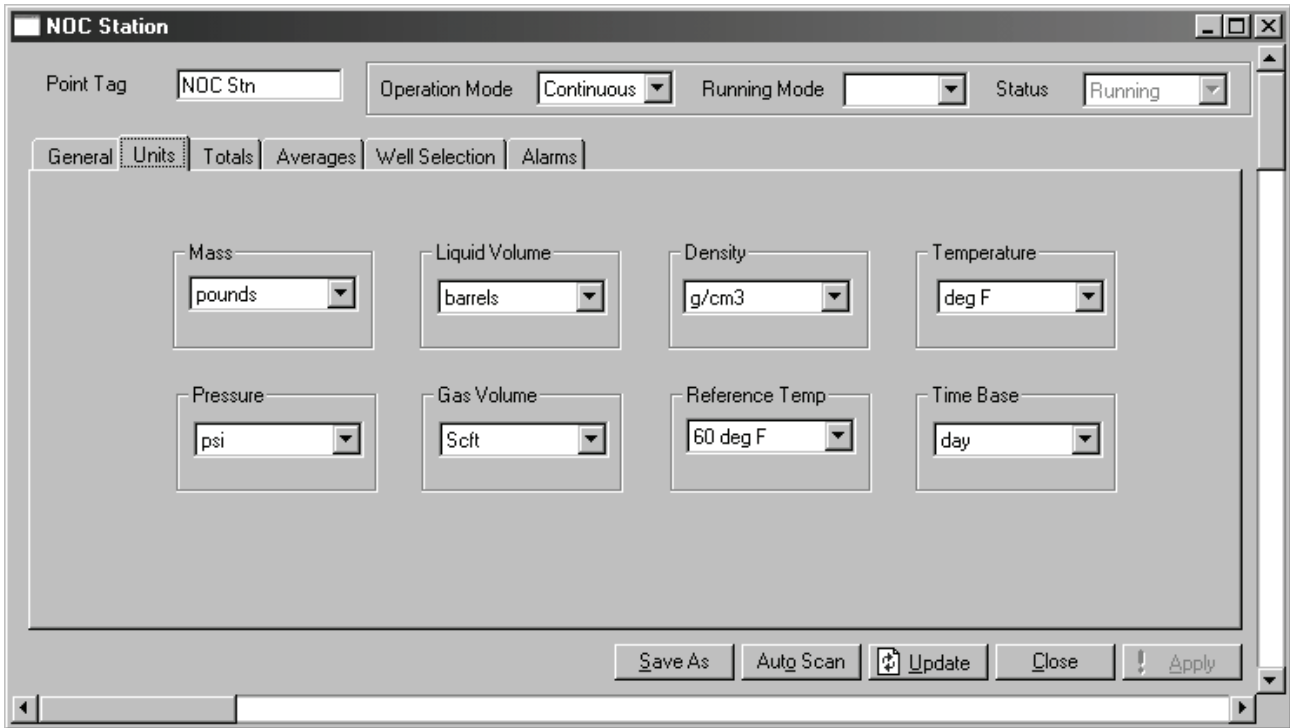 NOC Station
Point Tag NOC Stn Operation Mode Continuous Running Mode Status Running
General Units Totals Averages Well Selection Alarms
Mass Liquid Volume Density Temperature
pounds barrels g/cm3 deg F
Pressure Gas Volume Reference Temp Time Base
psi Scft 60 deg F day
Save As Auto Scan Update Close ! Apply